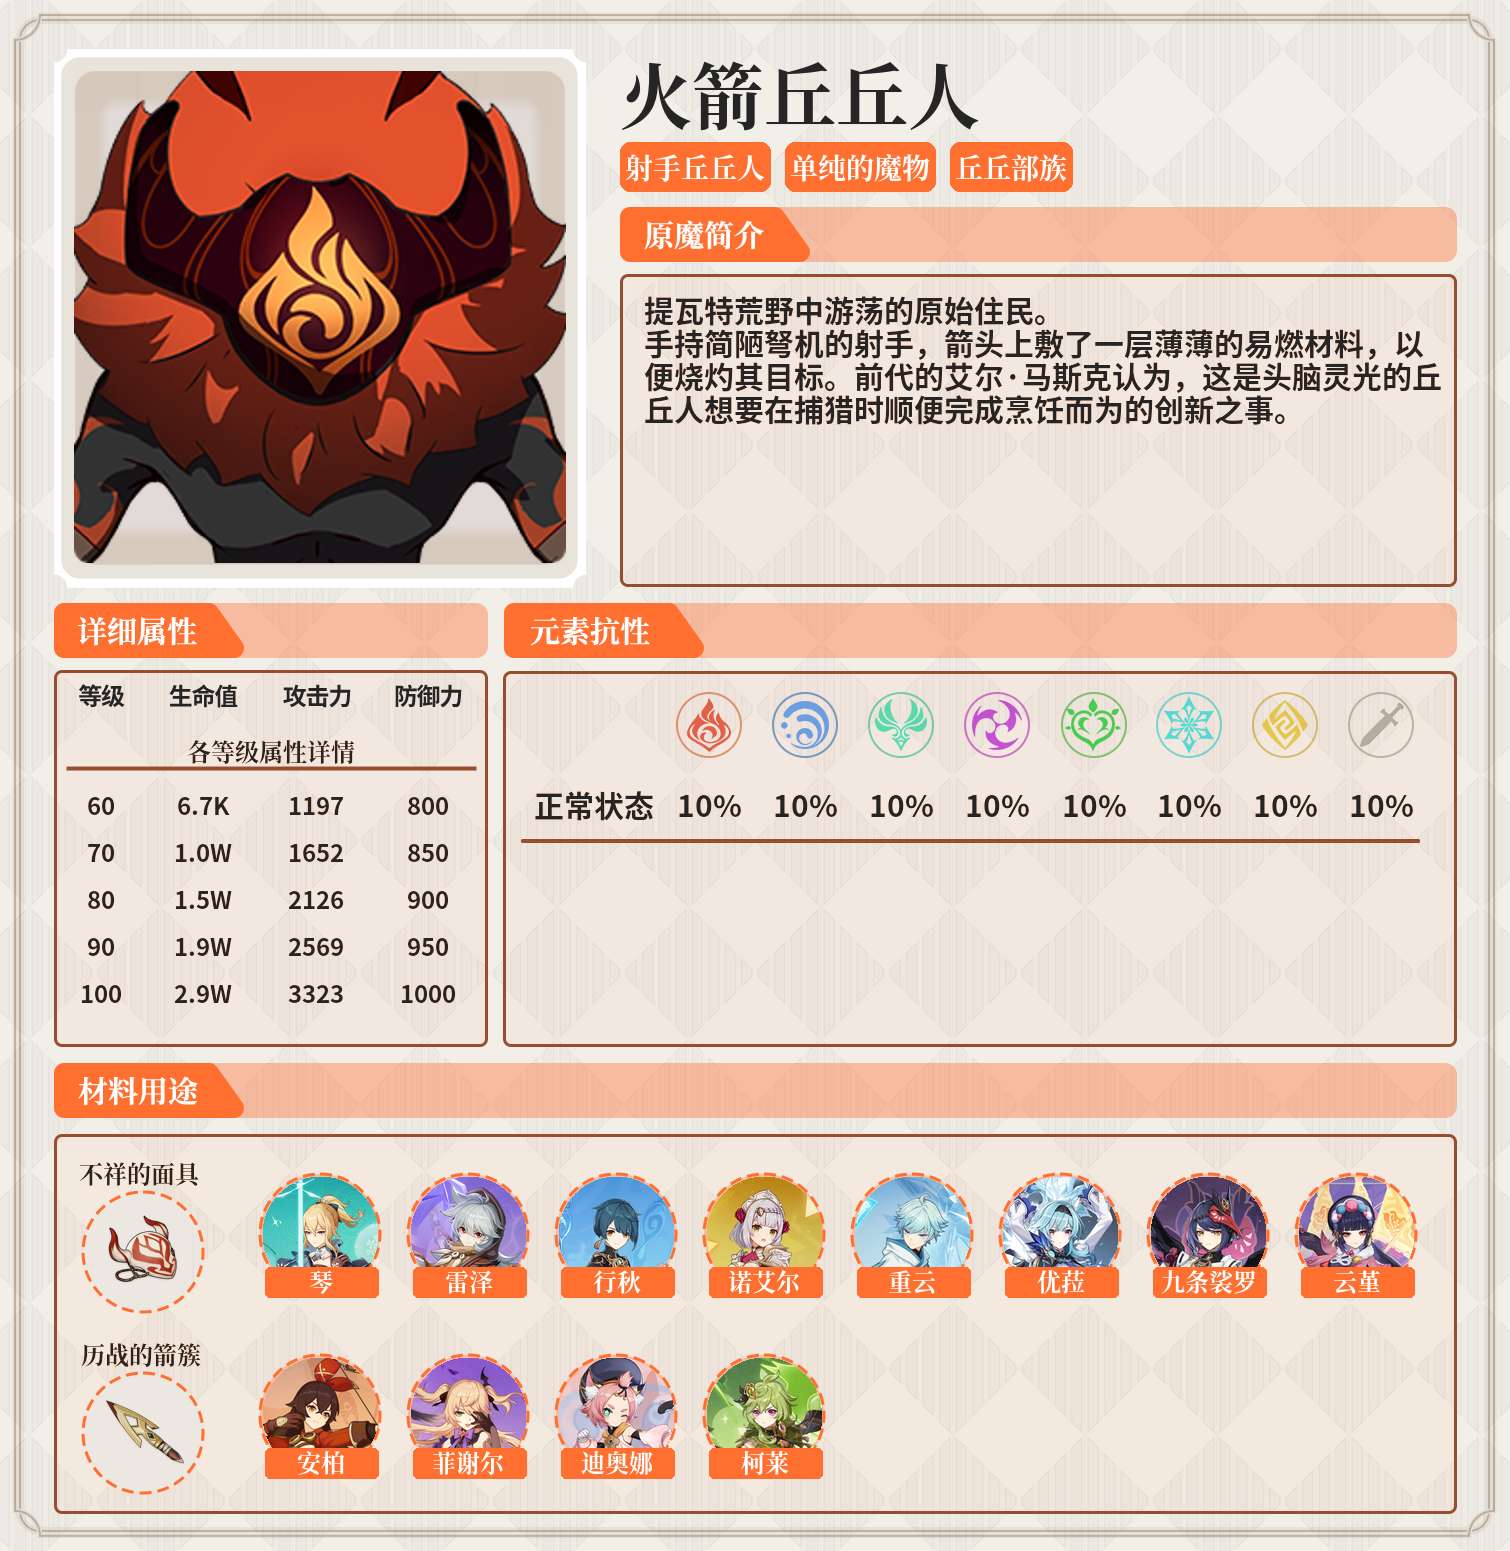 火箭丘丘人
射手丘丘人 单纯的魔物 丘丘部族
原魔简介
提瓦特荒野中游荡的原始住民。
手持简陋弩机的射手，箭头上敷了一层薄薄的易燃材料，以
便烧灼其目标。前代的艾尔·马斯克认为，这是头脑灵光的丘
丘人想要在捕猎时顺便完成烹饪而为的创新之事。
详细属性
等级 生命值 攻击力 防御力
各等级属性详情
60 6.7K 1197 800
70 1.0W 1652 850
80 1.5W 2126 900
90 1.9W 2569 950
100 2.9W 3323 1000
元素抗性
正常状态 10% 10% 10% 10% 10% 10% 10% 10%
材料用途
不祥的面具
琴 雷泽 行秋 诺艾尔 重云 优菈 九条裟罗 云堇
历战的箭簇
安柏 菲谢尔 迪奥娜 柯莱